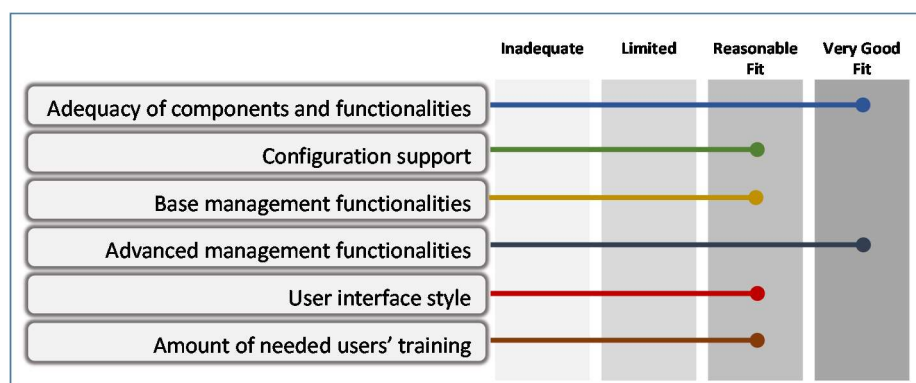 Inadequate Limited Reasonable Very Good
Fit Fit
Adequacy of components and functionalities
Configuration support
Base management functionalities
Advanced management functionalities
User interface style
Amount of needed users' training